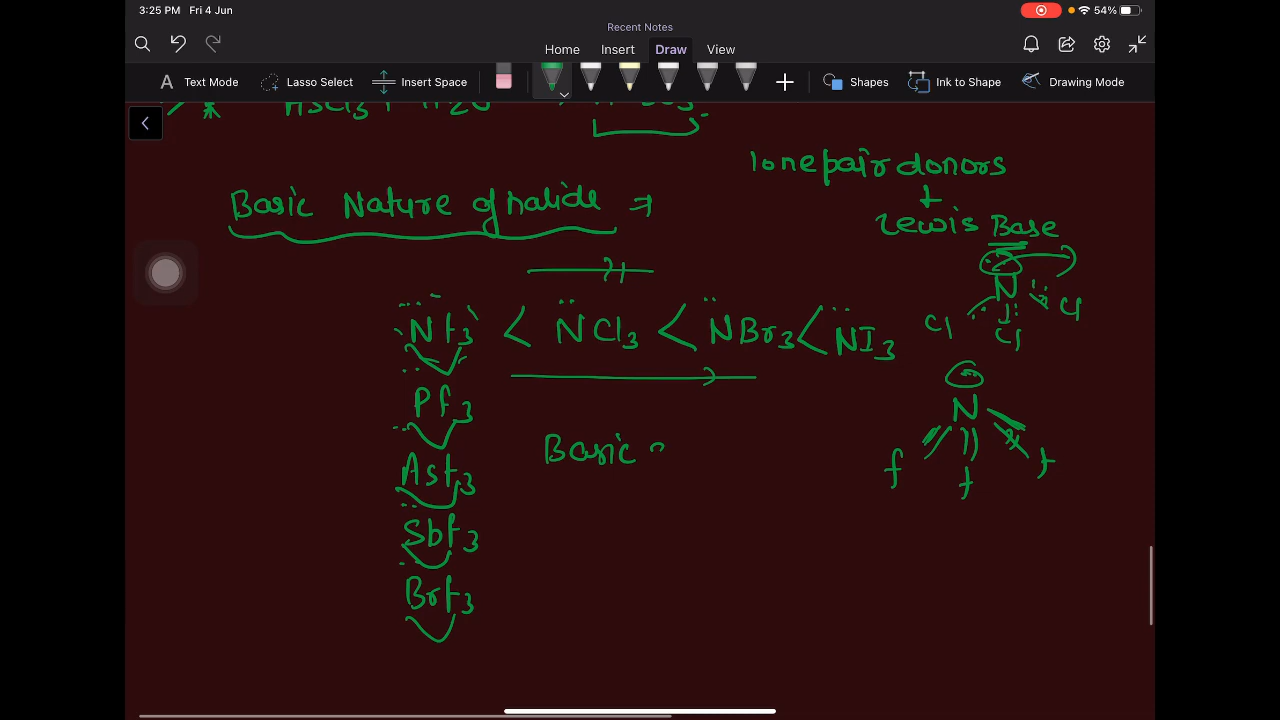 3:25 PM Fri 4 Jun
54%
Recent Notes
Home Insert Draw View
Text Mode Lasso Select Insert Space Shapes Ink to Shape Drawing Mode
AsCl3 + H2O
lone pair donors
Lewis Base
Basic Nature of halide ⇒
N
Cl Cl Cl
NF3 < NCl3 < NBr3 < NI3
PF3
N
f f f
Basic
AsF3
SbF3
Brf3